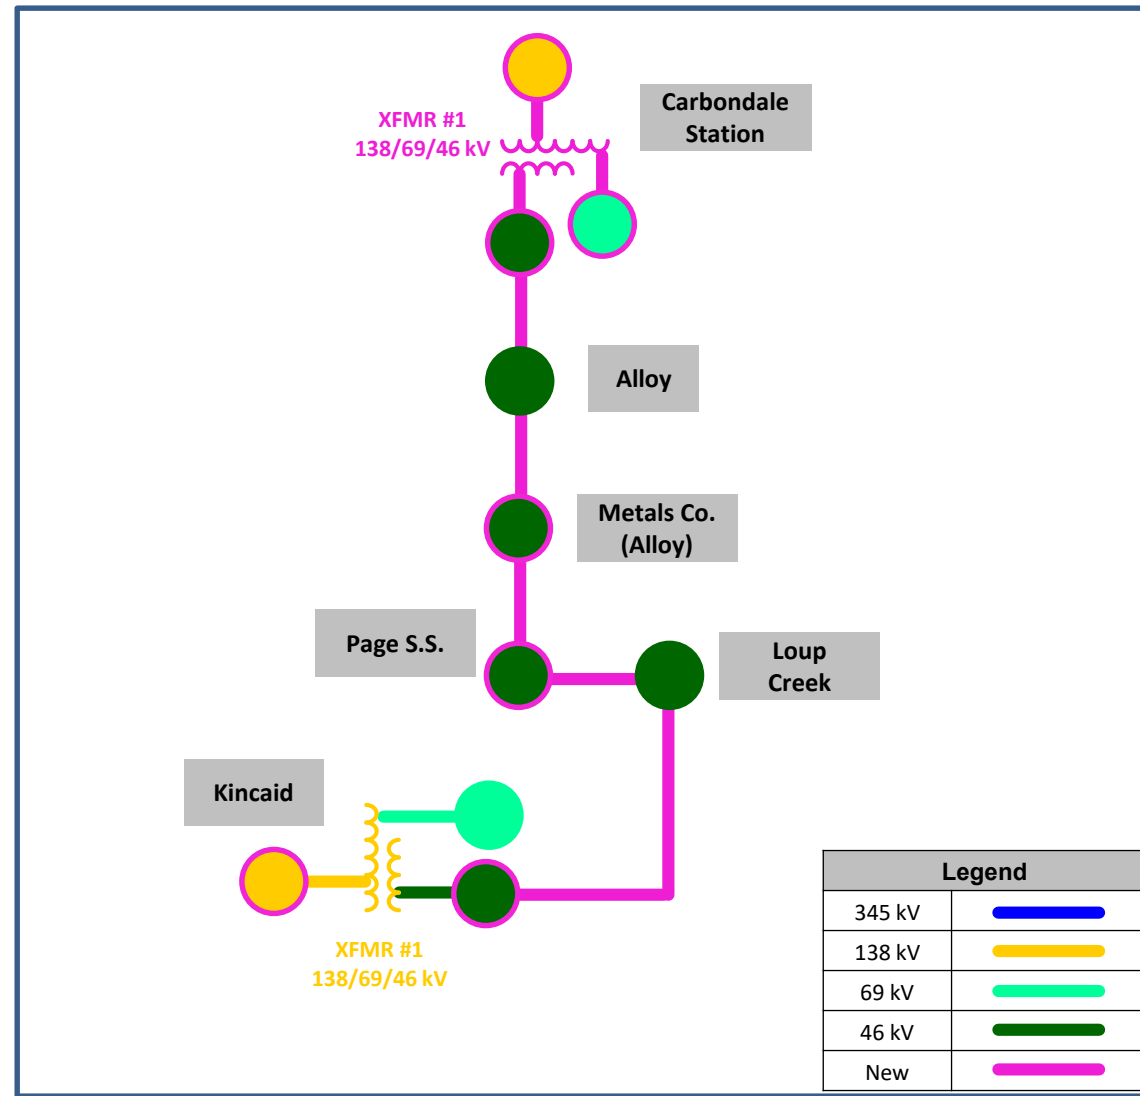 Carbondale
Station
XFMR #1
138/69/46 kV
Alloy
Metals Co.
(Alloy)
Page S.S.
Loup
Creek
Kincaid
XFMR #1
138/69/46 kV
Legend
345 kV
138 kV
69 kV
46 kV
New